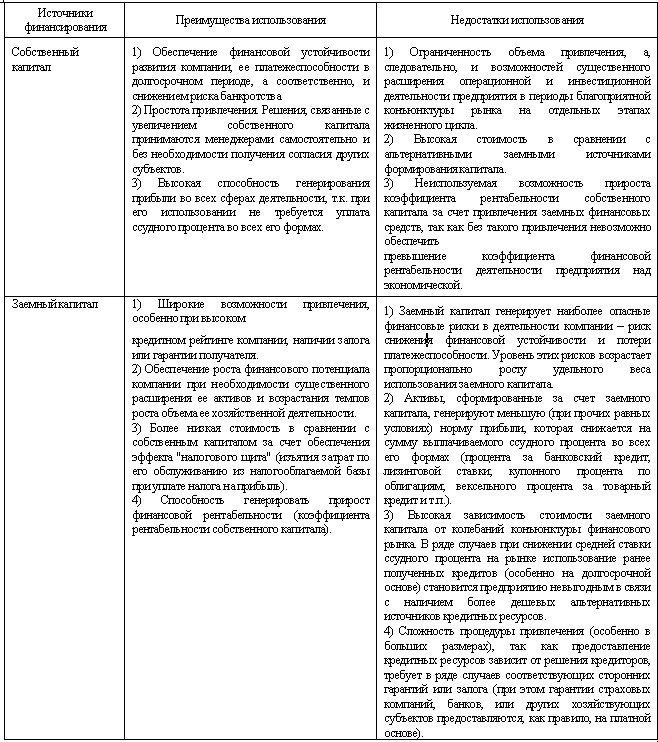 Источники
финансирования
Преимущества использования
Недостатки использования
Собственный
капитал
1) Обеспечение финансовой устойчивости
развития компании, ее платежеспособности в
долгосрочном периоде, а соответственно, и
снижением риска банкротства
2) Простота привлечения. Решения, связанные с
увеличением собственного капитала
принимаются менеджерами самостоятельно и
без необходимости получения согласия других
субъектов.
3) Высокая способность генерирования
прибыли во всех сферах деятельности, т.к. при
его использовании не требуется уплата
ссудного процента во всех его формах.
1) Ограниченность объема привлечения, а,
следовательно, и возможностей существенного
расширения операционной и инвестиционной
деятельности предприятия в периоды благоприятной
конъюнктуры рынка на отдельных этапах
жизненного цикла.
2) Высокая стоимость в сравнении с
альтернативными заемными источниками
формирования капитала.
3) Неиспользуемая возможность прироста
коэффициента рентабельности собственного
капитала за счет привлечения заемных финансовых
средств, так как без такого привлечения невозможно
обеспечить
превышение коэффициента финансовой
рентабельности деятельности предприятия над
экономической.
Заемный капитал
1) Широкие возможности привлечения,
особенно при высоком
кредитном рейтинге компании, наличии залога
или гарантии получателя.
2) Обеспечение роста финансового потенциала
компании при необходимости существенного
расширения ее активов и возрастания темпов
роста объема ее хозяйственной деятельности.
3) Более низкая стоимость в сравнении с
собственным капиталом за счет обеспечения
эффекта "налогового щита" (изъятия затрат по
его обслуживанию из налогооблагаемой базы
при уплате налога на прибыль).
4) Способность генерировать прирост
финансовой рентабельности (коэффициента
рентабельности собственного капитала).
1) Заемный капитал генерирует наиболее опасные
финансовые риски в деятельности компании – риск
снижения финансовой устойчивости и потери
платежеспособности. Уровень этих рисков возрастает
пропорционально росту удельного веса
использования заемного капитала.
2) Активы, сформированные за счет заемного
капитала, генерируют меньшую (при прочих равных
условиях) норму прибыли, которая снижается на
сумму выплачиваемого ссудного процента во всех
его формах (процента за банковский кредит,
лизинговой ставки, купонного процента по
облигациям, вексельного процента за товарный
кредит и т.п.).
3) Высокая зависимость стоимости заемного
капитала от колебаний конъюнктуры финансового
рынка. В ряде случаев при снижении средней ставки
ссудного процента на рынке использование ранее
полученных кредитов (особенно на долгосрочной
основе) становится предприятию невыгодным в связи
с наличием более дешевых альтернативных
источников кредитных ресурсов.
4) Сложность процедуры привлечения (особенно в
больших размерах), так как предоставление
кредитных ресурсов зависит от решения кредиторов,
требует в ряде случаев соответствующих сторонних
гарантий или залога (при этом гарантии страховых
компаний, банков, или других хозяйствующих
субъектов предоставляются, как правило, на платной
основе).